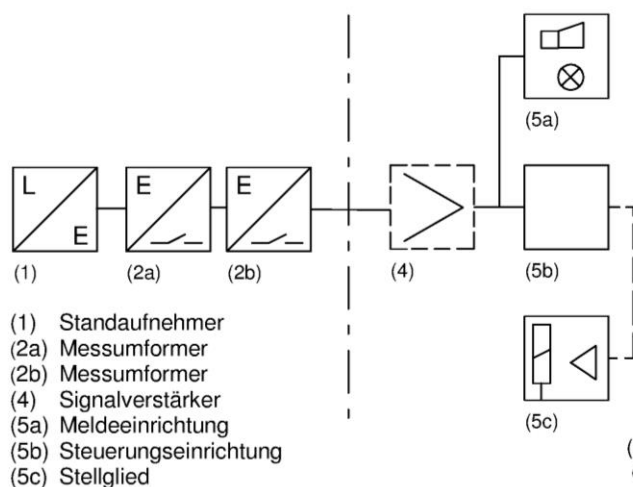 (5a)
L
E
E
E
(1)
(2a)
(2b)
(4)
(5b)
(5c)
(1) Standaufnehmer
(2a) Messumformer
(2b) Messumformer
(4) Signalverstärker
(5a) Meldeeinrichtung
(5b) Steuerungseinrichtung
(5c) Stellglied